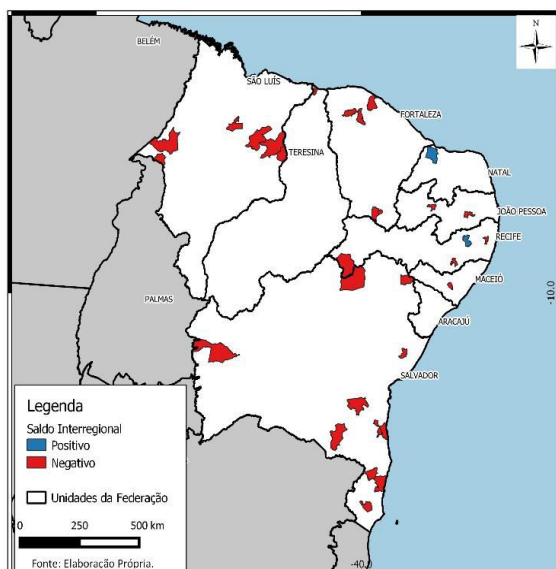 N
BELÉM
SÃO LUÍS
FORTALEZA
TERESINA
NATAL
JOÃO PESSOA
RECIFE
MACEIÓ
PALMAS
-10.0
ARACAJÚ
SALVADOR
Legenda
Saldo Interregional
Positivo
Negativo
Unidades da Federação
0 250 500 km
Fonte: Elaboração Própria.
-40.0